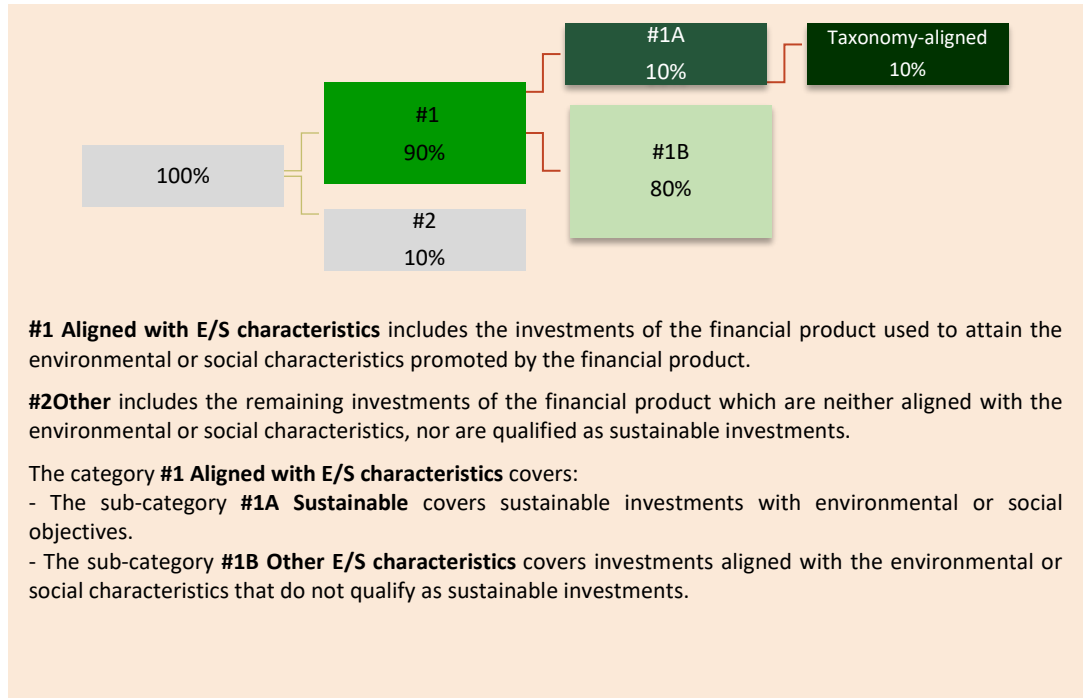 #1A
10%
Taxonomy-aligned
10%
#1
90%
#1B
80%
100%
#2
10%
#1 Aligned with E/S characteristics includes the investments of the financial product used to attain the
environmental or social characteristics promoted by the financial product.
#2Other includes the remaining investments of the financial product which are neither aligned with the
environmental or social characteristics, nor are qualified as sustainable investments.
The category #1 Aligned with E/S characteristics covers:
- The sub-category #1A Sustainable covers sustainable investments with environmental or social
objectives.
- The sub-category #1B Other E/S characteristics covers investments aligned with the environmental or
social characteristics that do not qualify as sustainable investments.